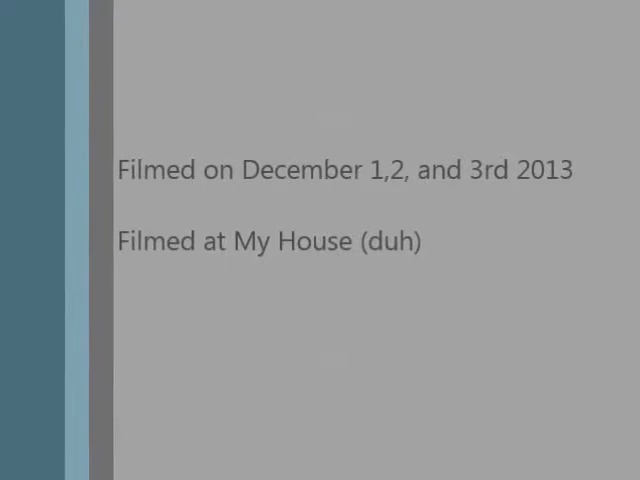 Filmed on December 1,2, and 3rd 2013
Filmed at My House (duh)